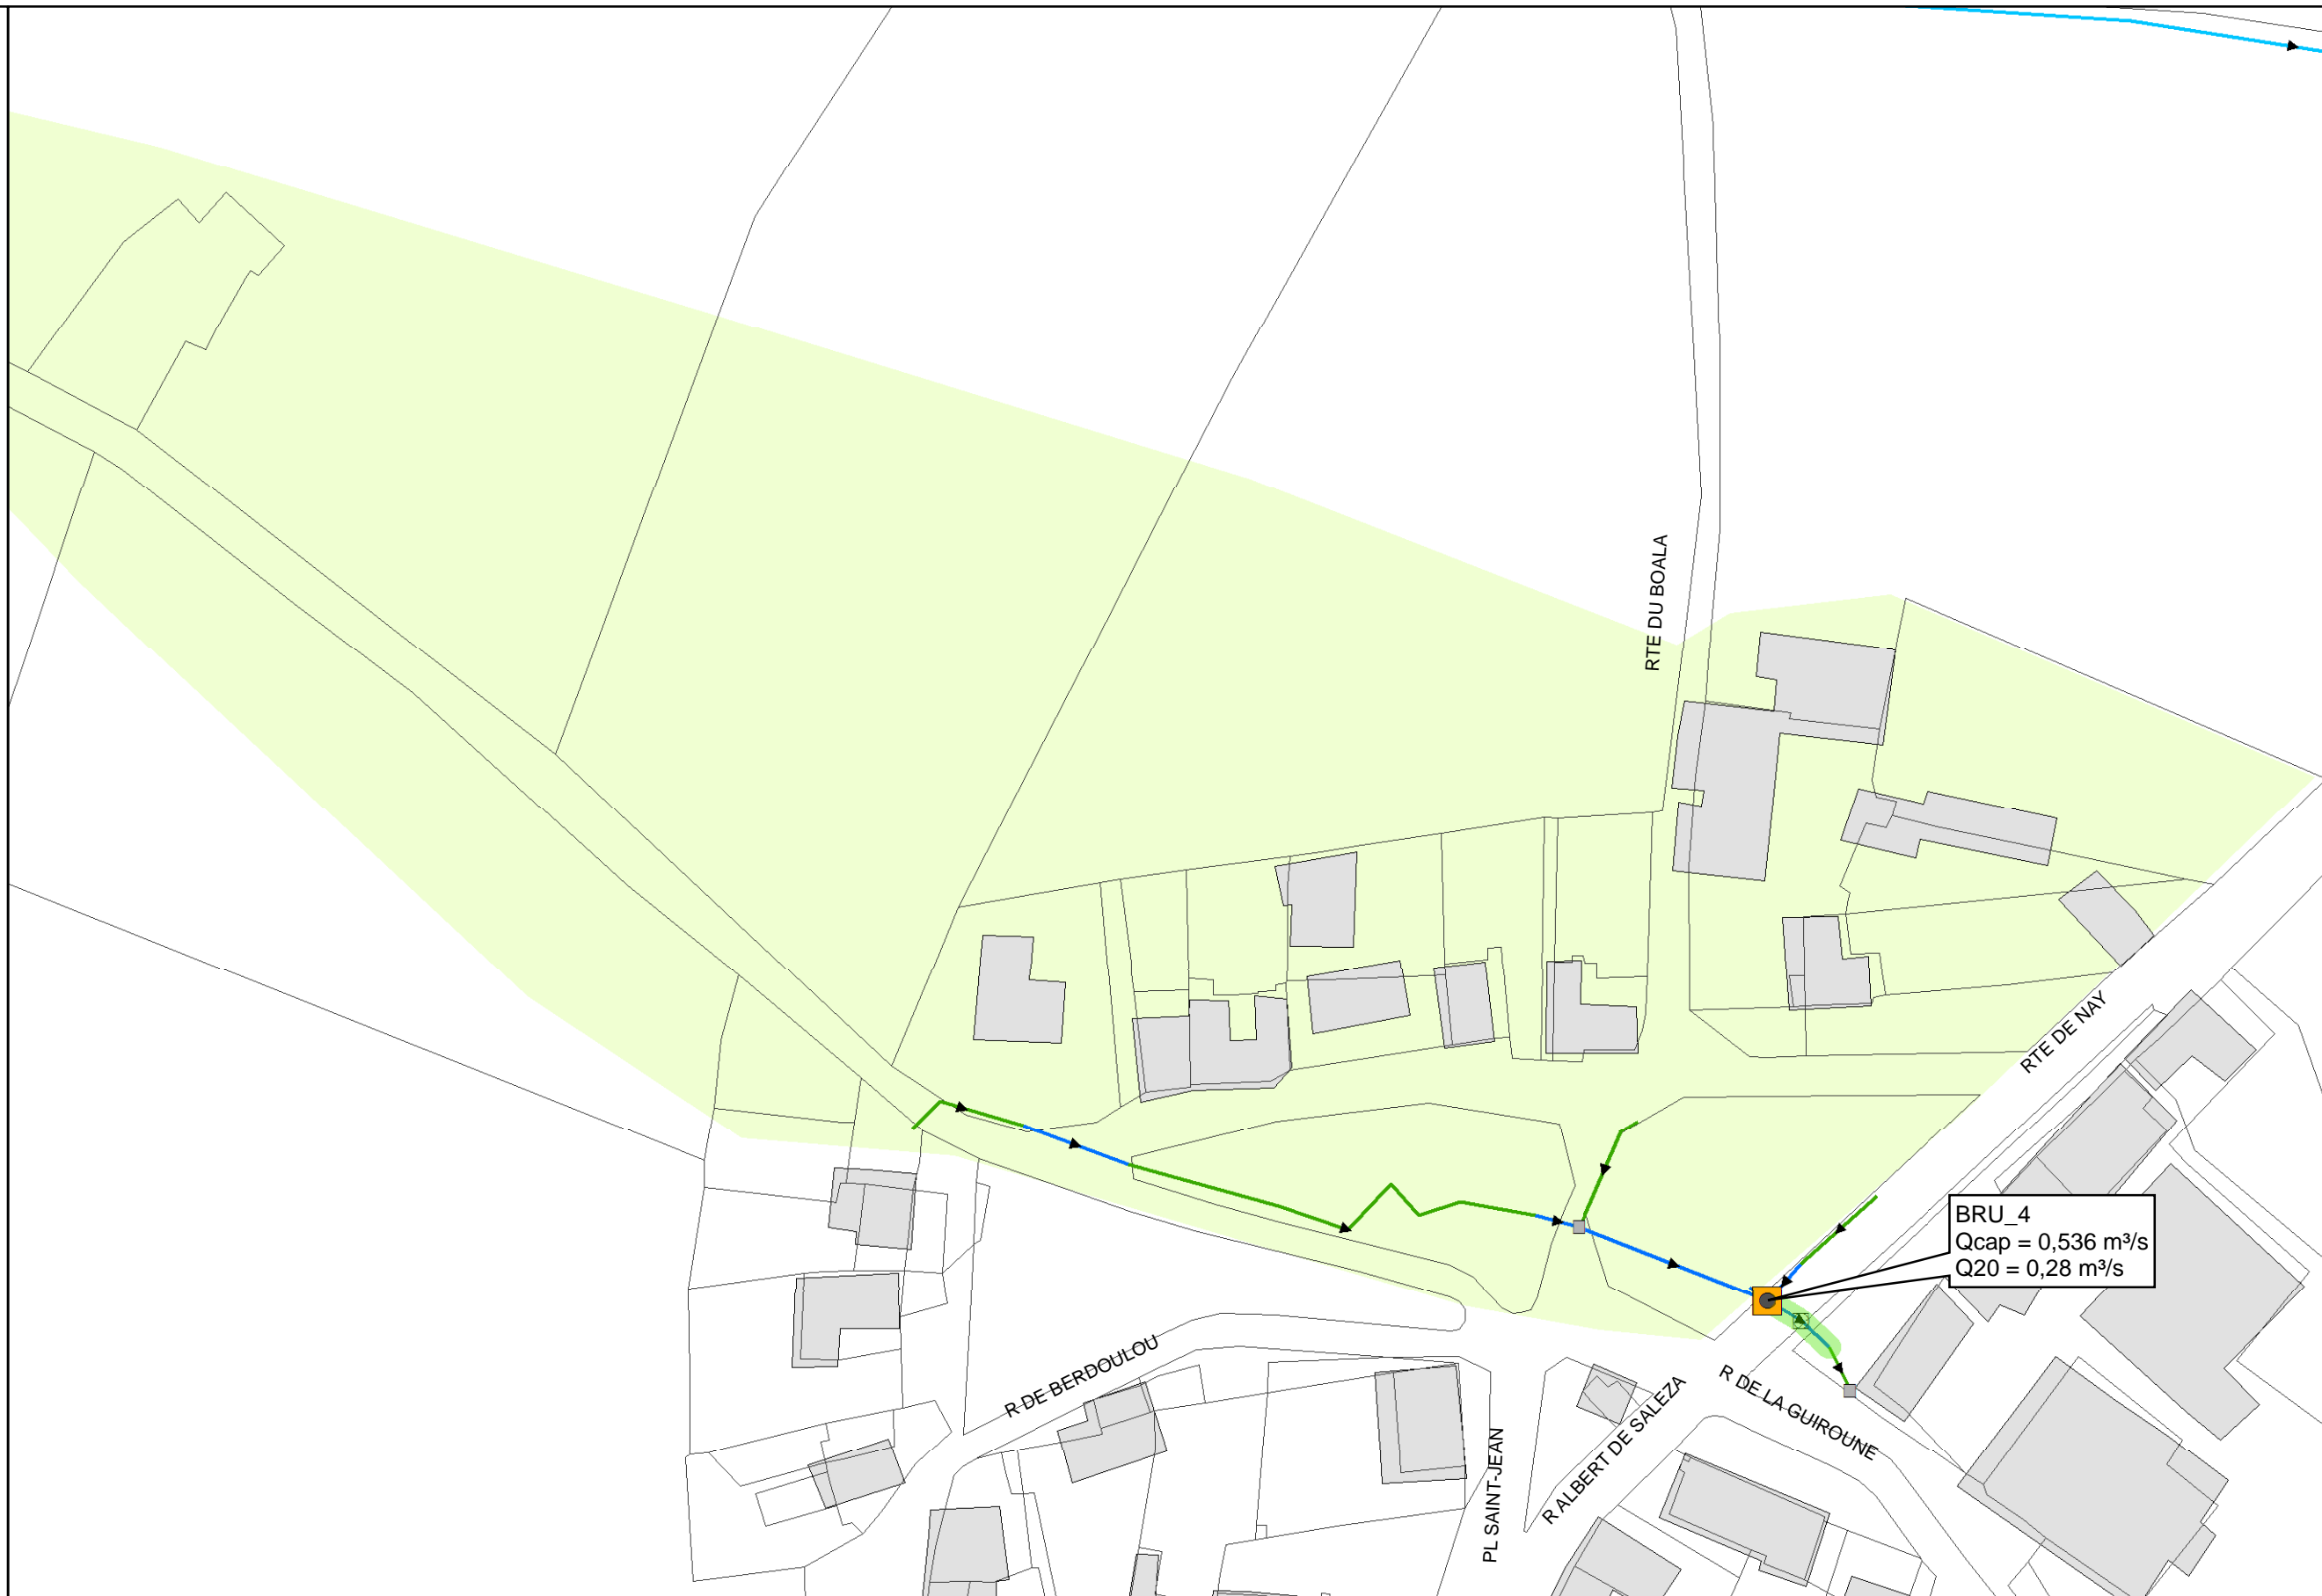 RTE DU BOALA
RTE DE NAY
BRU_4
Qcap = 0,536 m³/s
Q20 = 0,28 m³/s
R DE BERDOULOU
R DE LA GUIROUNE
R ALBERT DE SALEZA
PL SAINT-JEAN